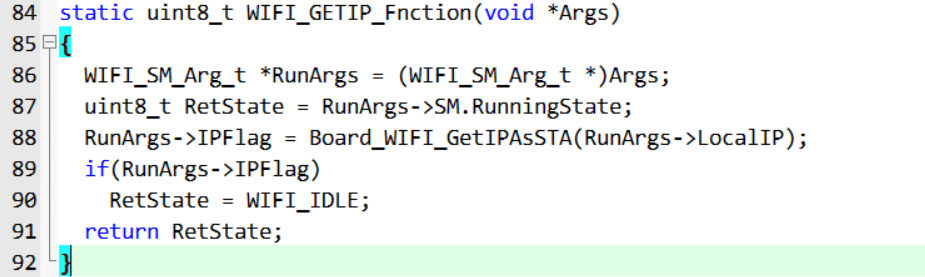 84 static uint8_t WIFI_GETIP_Fnction(void *Args)
85 {
86 WIFI_SM_Arg_t *RunArgs = (WIFI_SM_Arg_t *)Args;
87 uint8_t RetState = RunArgs->SM.RunningState;
88 RunArgs->IPFlag = Board_WIFI_GetIPAsSTA(RunArgs->LocalIP);
89 if(RunArgs->IPFlag)
90 RetState = WIFI_IDLE;
91 return RetState;
92 }